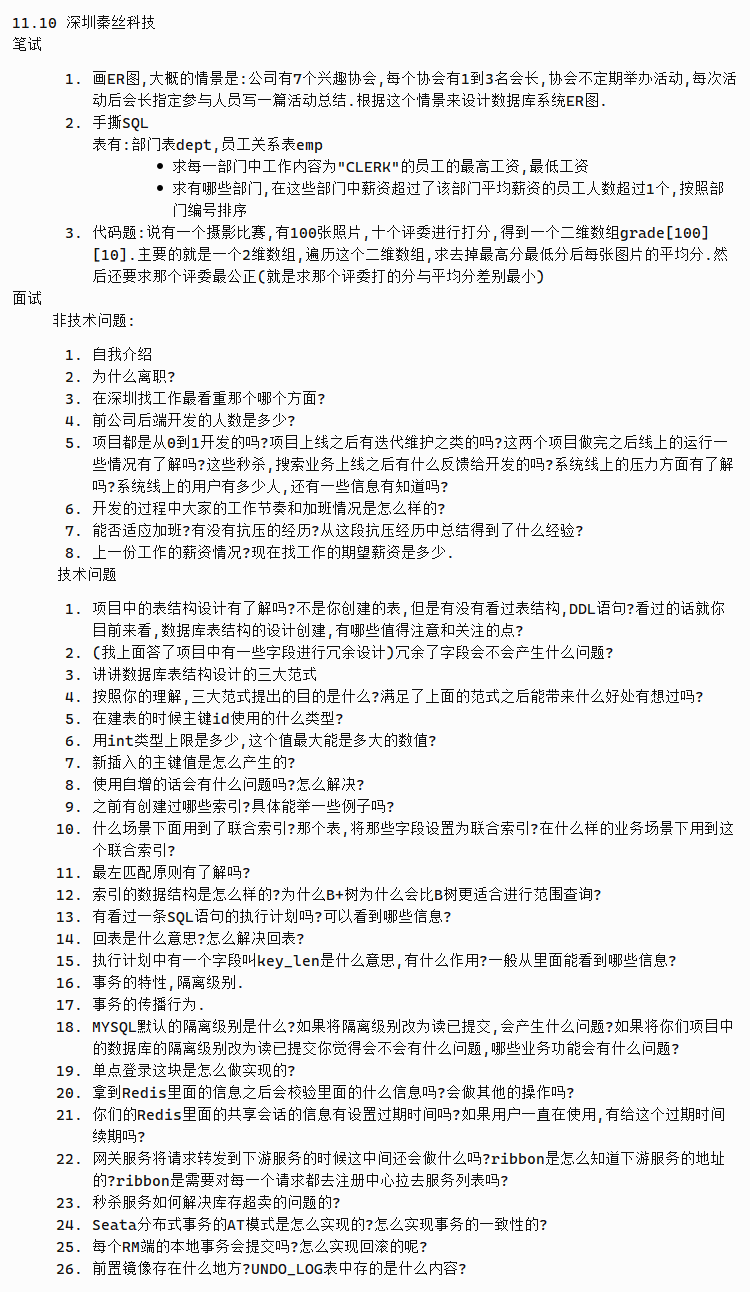 11.10 深圳秦丝科技
笔试
1. 画ER图,大概的情景是:公司有7个兴趣协会,每个协会有1到3名会长,协会不定期举办活动,每次活
动后会长指定参与人员写一篇活动总结.根据这个情景来设计数据库系统ER图.
2. 手撕SQL
表有:部门表dept,员工关系表emp
• 求每一部门中工作内容为"CLERK"的员工的最高工资,最低工资
• 求有哪些部门,在这些部门中薪资超过了该部门平均薪资的员工人数超过1个,按照部
门编号排序
3. 代码题:说有一个摄影比赛,有100张照片,十个评委进行打分,得到一个二维数组grade[100]
[10].主要的就是一个2维数组,遍历这个二维数组,求去掉最高分最低分后每张图片的平均分.然
后还要求那个评委最公正(就是求那个评委打的分与平均分差别最小)
面试
非技术问题:
1. 自我介绍
2. 为什么离职?
3. 在深圳找工作最看重那个哪个方面?
4. 前公司后端开发的人数是多少?
5. 项目都是从0到1开发的吗?项目上线之后有迭代维护之类的吗?这两个项目做完之后线上的运行一
些情况有了解吗?这些秒杀,搜索业务上线之后有什么反馈给开发的吗?系统线上的压力方面有了解
吗?系统线上的用户有多少人,还有一些信息有知道吗?
6. 开发的过程中大家的工作节奏和加班情况是怎么样的?
7. 能否适应加班?有没有抗压的经历?从这段抗压经历中总结得到了什么经验?
8. 上一份工作的薪资情况?现在找工作的期望薪资是多少.
技术问题
1. 项目中的表结构设计有了解吗?不是你创建的表,但是有没有看过表结构,DDL语句?看过的话就你
目前来看,数据库表结构的设计创建,有哪些值得注意和关注的点?
2. (我上面答了项目中有一些字段进行冗余设计)冗余了字段会不会产生什么问题?
3. 讲讲数据库表结构设计的三大范式
4. 按照你的理解,三大范式提出的目的是什么?满足了上面的范式之后能带来什么好处有想过吗?
5. 在建表的时候主键id使用的什么类型?
6. 用int类型上限是多少,这个值最大能是多大的数值?
7. 新插入的主键值是怎么产生的?
8. 使用自增的话会有什么问题吗?怎么解决?
9. 之前有创建过哪些索引?具体能举一些例子吗?
10. 什么场景下面用到了联合索引?那个表,将那些字段设置为联合索引?在什么样的业务场景下用到这
个联合索引?
11. 最左匹配原则有了解吗?
12. 索引的数据结构是怎么样的?为什么B+树为什么会比B树更适合进行范围查询?
13. 有看过一条SQL语句的执行计划吗?可以看到哪些信息?
14. 回表是什么意思?怎么解决回表?
15. 执行计划中有一个字段叫key_len是什么意思,有什么作用?一般从里面能看到哪些信息?
16. 事务的特性,隔离级别.
17. 事务的传播行为.
18. MYSQL默认的隔离级别是什么?如果将隔离级别改为读已提交,会产生什么问题?如果将你们项目中
的数据库的隔离级别改为读已提交你觉得会不会有什么问题,哪些业务功能会有什么问题?
19. 单点登录这块是怎么做实现的?
20. 拿到Redis里面的信息之后会校验里面的什么信息吗?会做其他的操作吗?
21. 你们的Redis里面的共享会话的信息有设置过期时间吗?如果用户一直在使用,有给这个过期时间
续期吗?
22. 网关服务将请求转发到下游服务的时候这中间还会做什么吗?ribbon是怎么知道下游服务的地址
的?ribbon是需要对每一个请求都去注册中心拉去服务列表吗?
23. 秒杀服务如何解决库存超卖的问题的?
24. Seata分布式事务的AT模式是怎么实现的?怎么实现事务的一致性的?
25. 每个RM端的本地事务会提交吗?怎么实现回滚的呢?
26. 前置镜像存在什么地方?UNDO_LOG表中存的是什么内容?